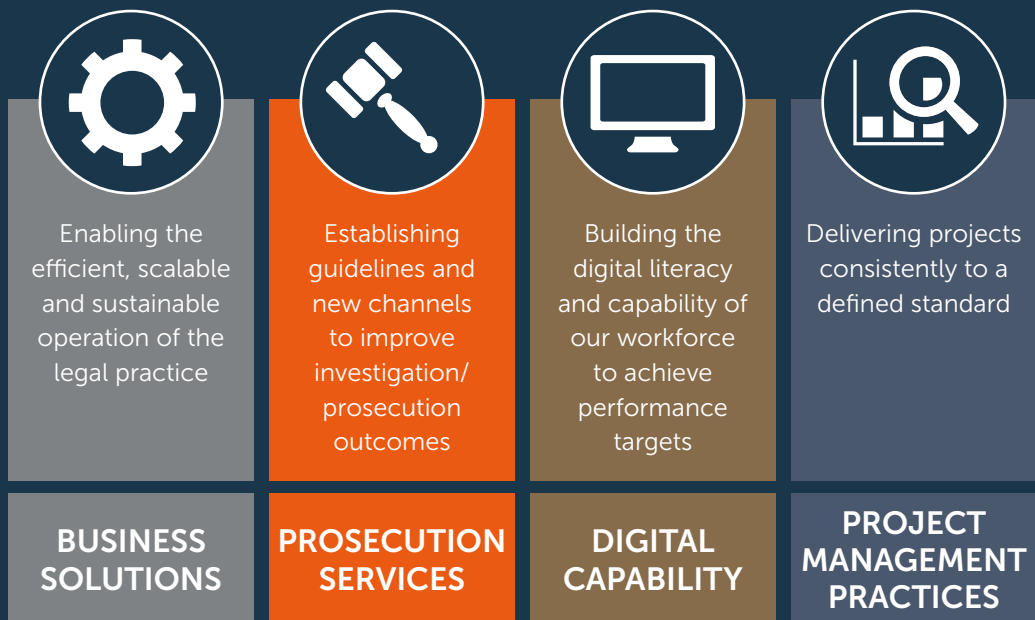 Enabling the
efficient, scalable
and sustainable
operation of the
legal practice
BUSINESS
SOLUTIONS
Establishing
guidelines and
new channels
to improve
investigation/
prosecution
outcomes
PROSECUTION
SERVICES
Building the
digital literacy
and capability of
our workforce
to achieve
performance
targets
DIGITAL
CAPABILITY
Delivering projects
consistently to a
defined standard
PROJECT
MANAGEMENT
PRACTICES